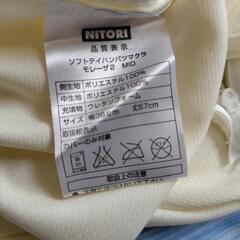 NITORI
品質表示
ソフトテイハンパツマクラ
モレーザ2 MID
側生地 ポリエステル100%
中生地 ポリエステル100%
充填物 ウレタンフォーム
サイズ 幅36cm 丈57cm
取扱絵表示
カバーのみ対象
取扱上の注意